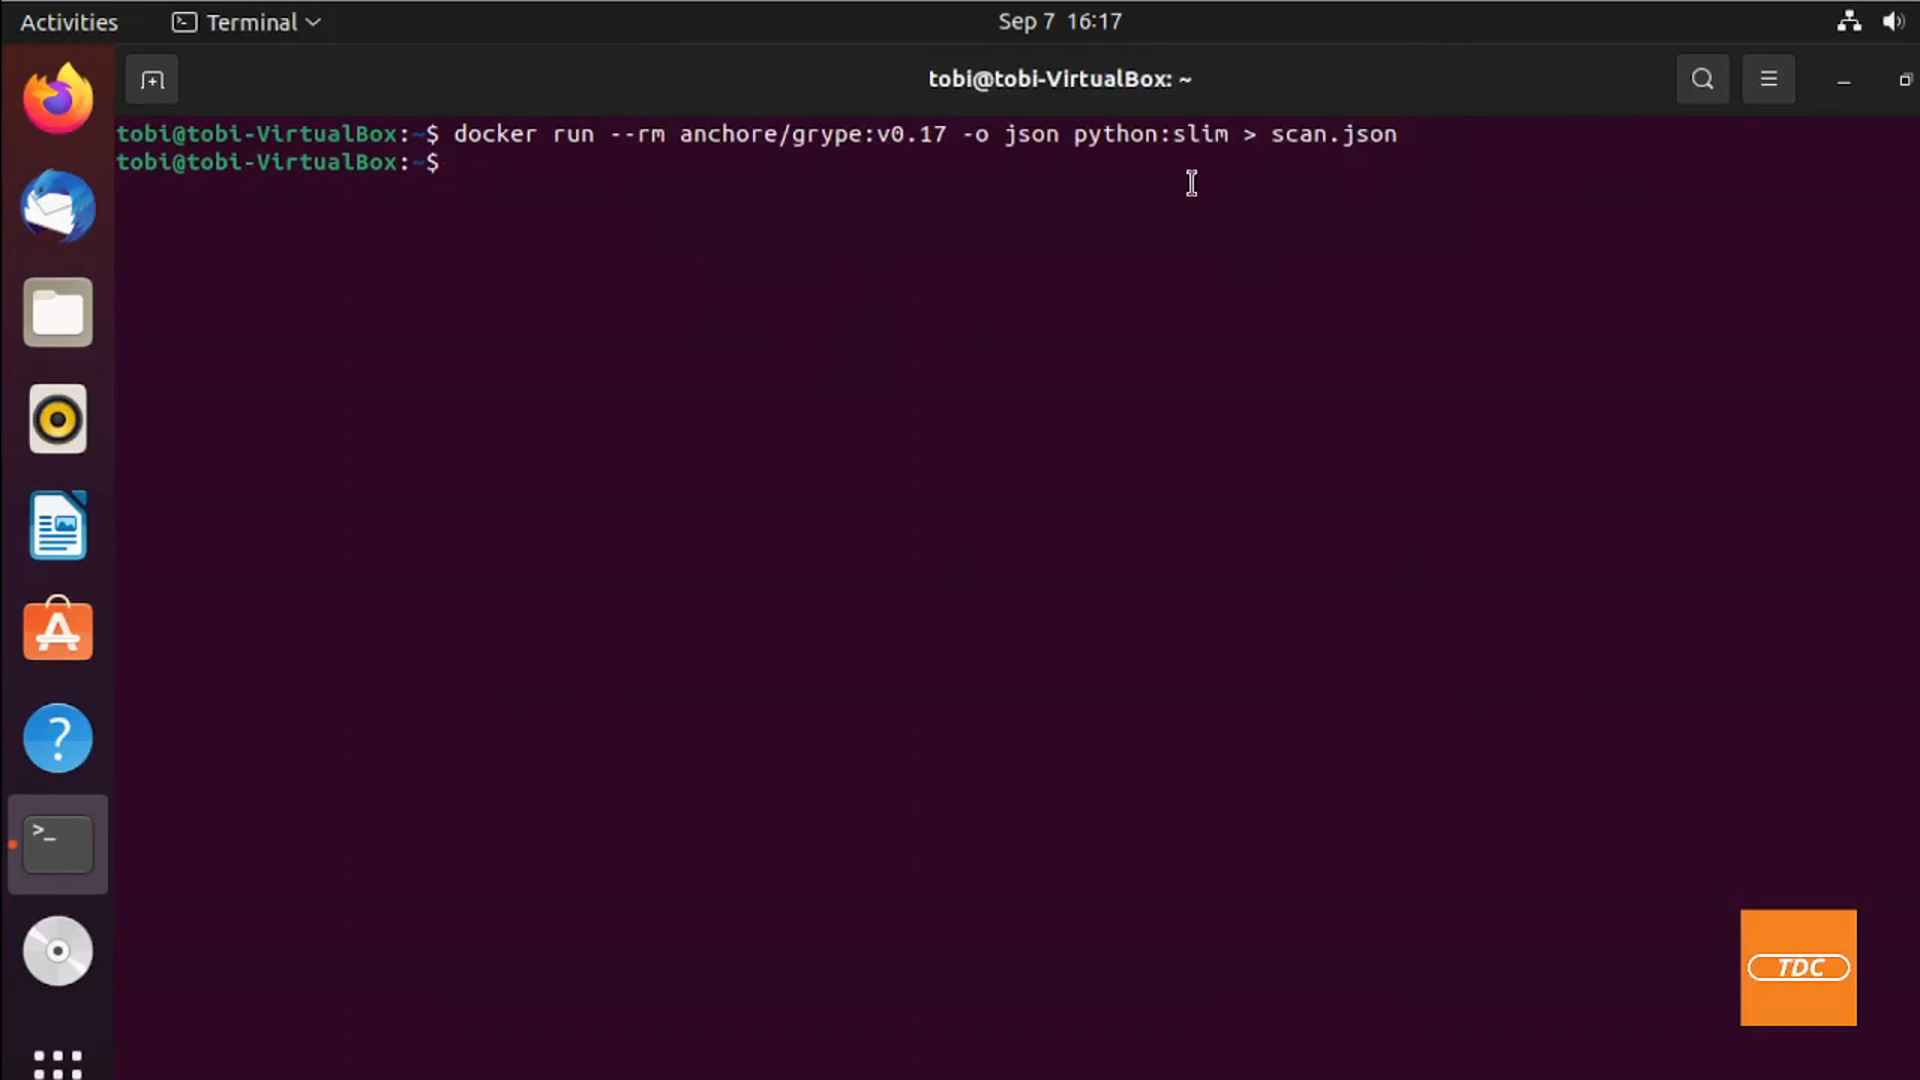 Activities
Terminal
Sep 7 16:17
tobi@tobi-VirtualBox: ~
tobi@tobi-VirtualBox:~$ docker run --rm anchore/grype:v0.17 -o json python:slim > scan.json
tobi@tobi-VirtualBox:~$
TDC